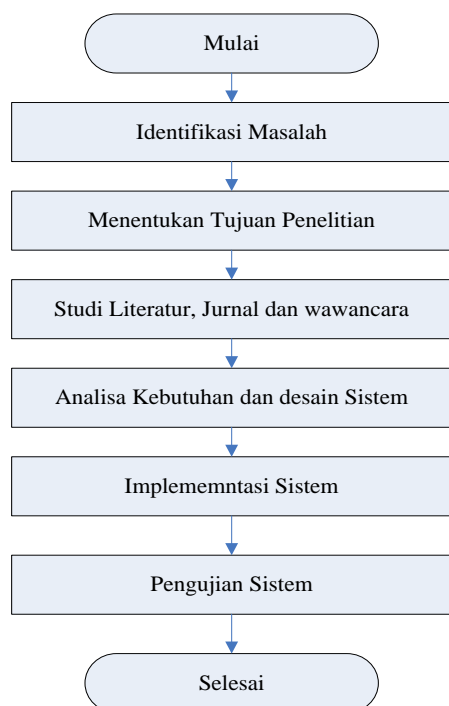 Mulai
Identifikasi Masalah
Menentukan Tujuan Penelitian
Studi Literatur, Jurnal dan wawancara
Analisa Kebutuhan dan desain Sistem
Implememntasi Sistem
Pengujian Sistem
Selesai